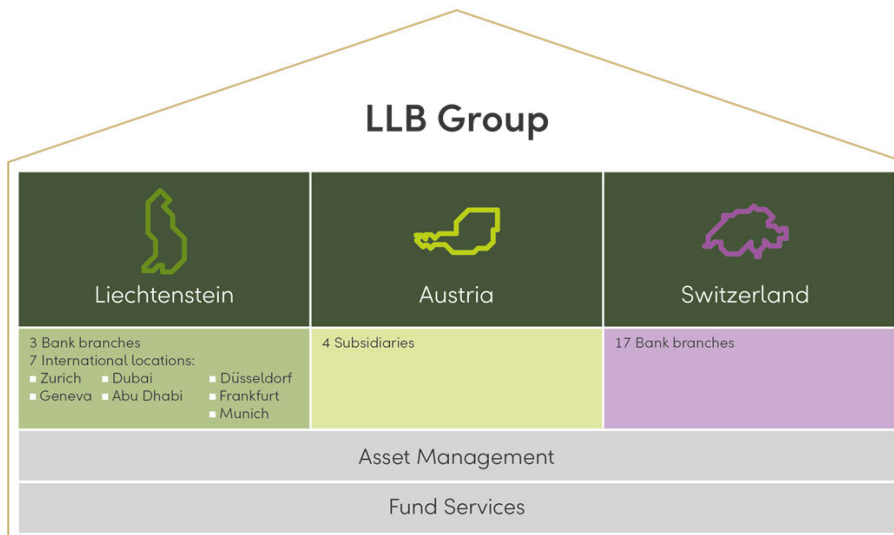 LLB Group
Liechtenstein
Austria
Switzerland
3 Bank branches
7 International locations:
Zurich
Dubai
Düsseldorf
Geneva
Abu Dhabi
Frankfurt
Munich
4 Subsidiaries
17 Bank branches
Asset Management
Fund Services